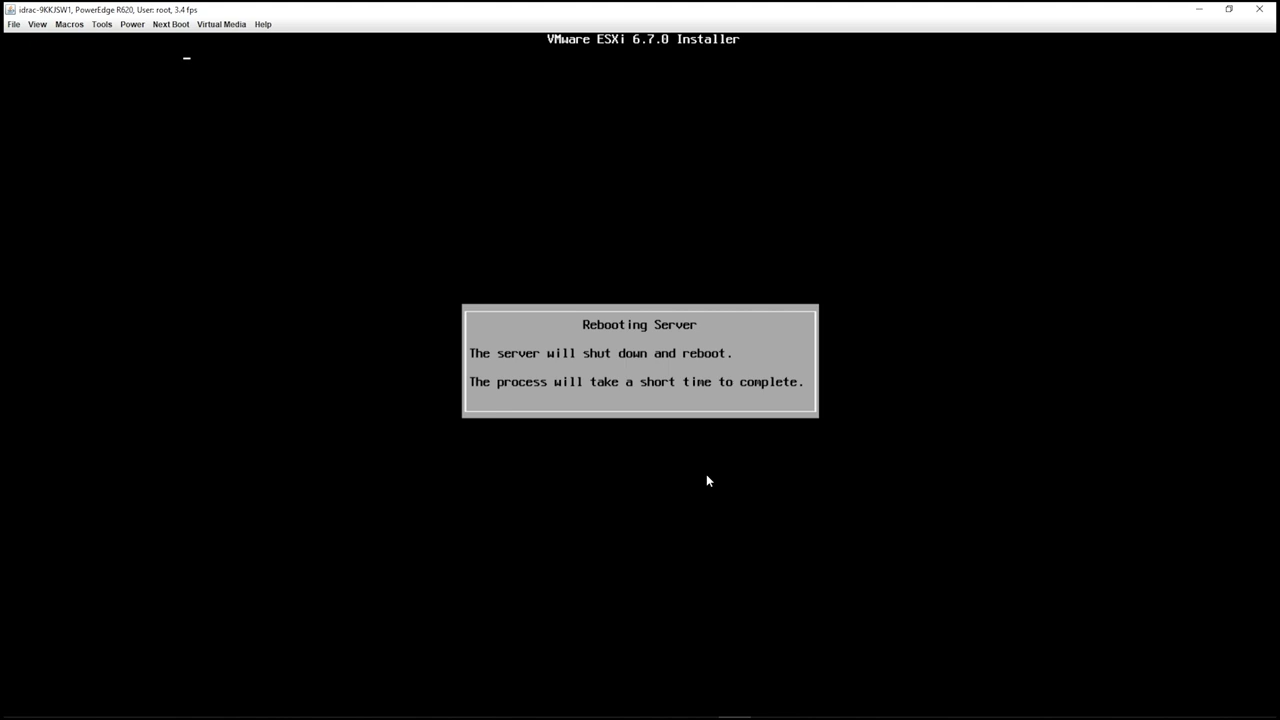 idrac-9KKJSW1, PowerEdge R620, User: root, 3.4 fps
File View Macros Tools Power Next Boot Virtual Media Help
VMware ESXi 6.7.0 Installer
Rebooting Server
The server will shut down and reboot.
The process will take a short time to complete.